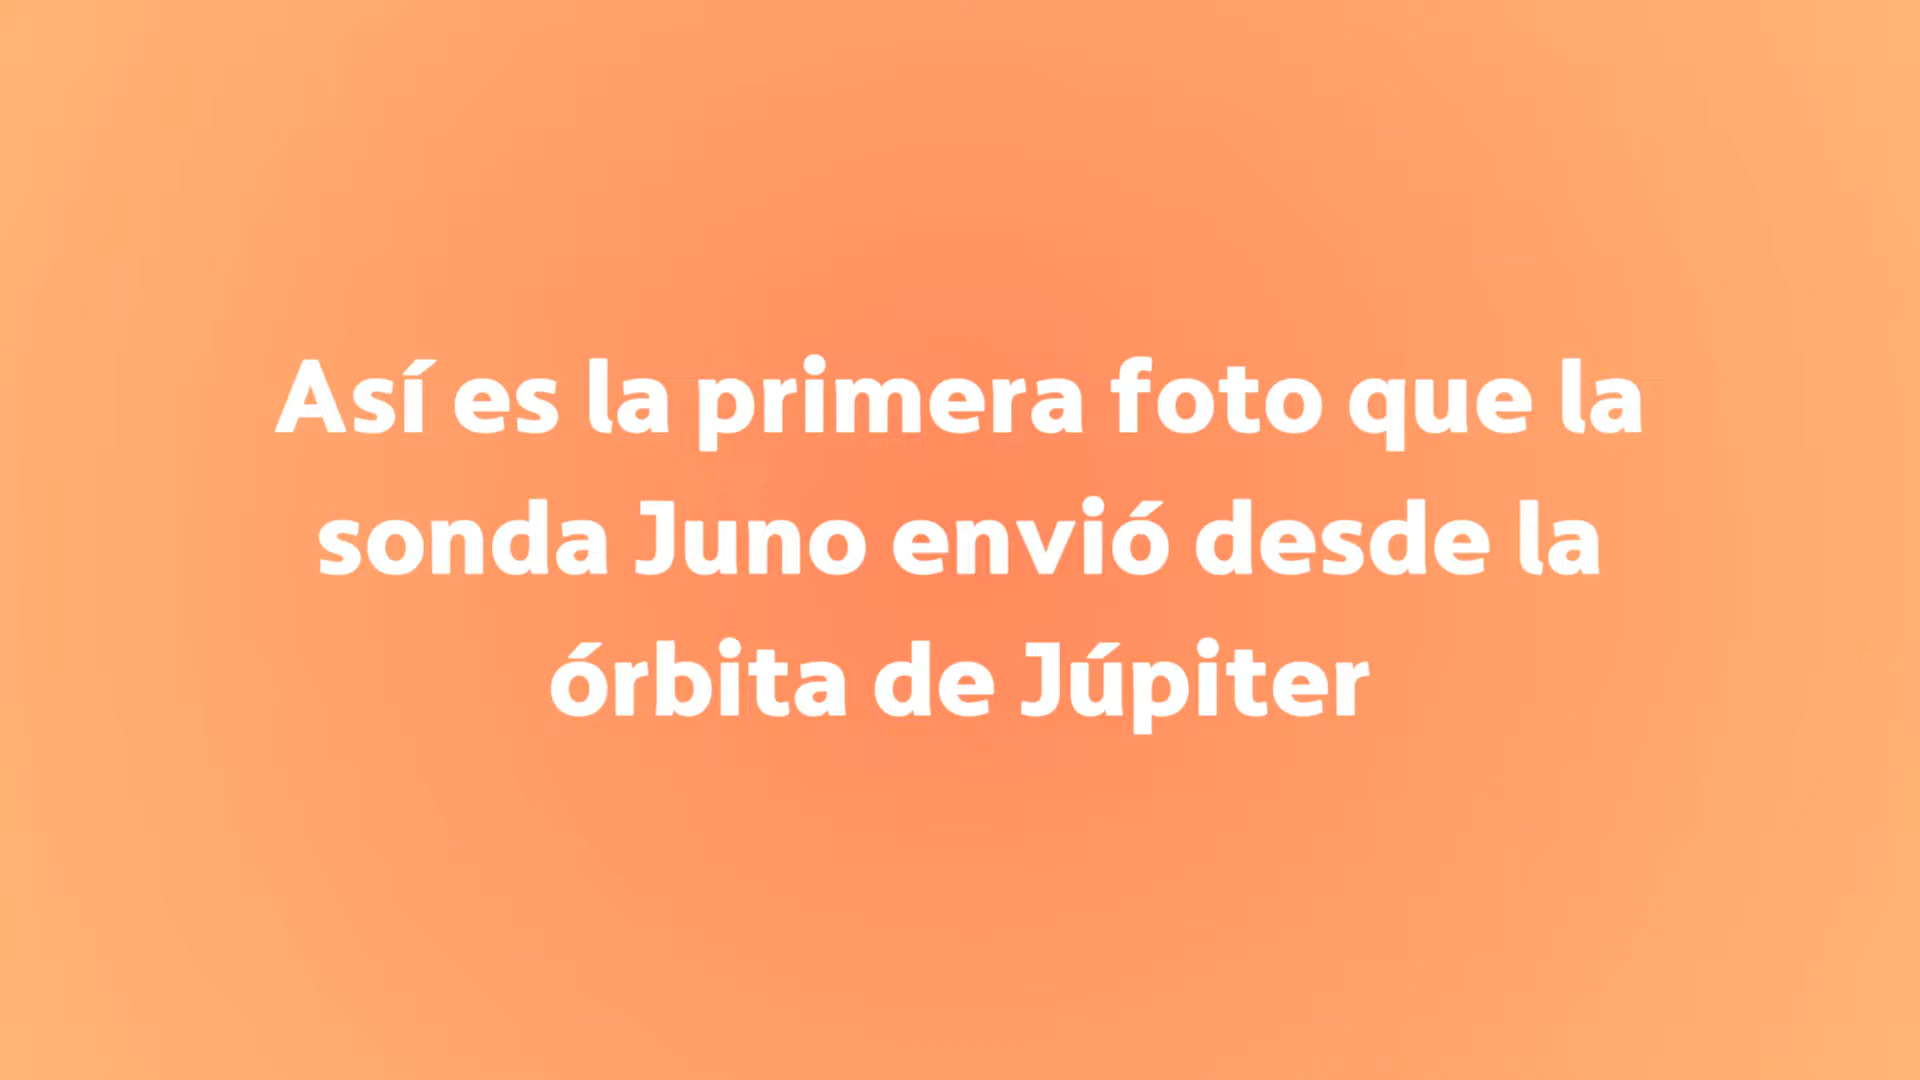 Así es la primera foto que la
sonda Juno envió desde la
órbita de Júpiter